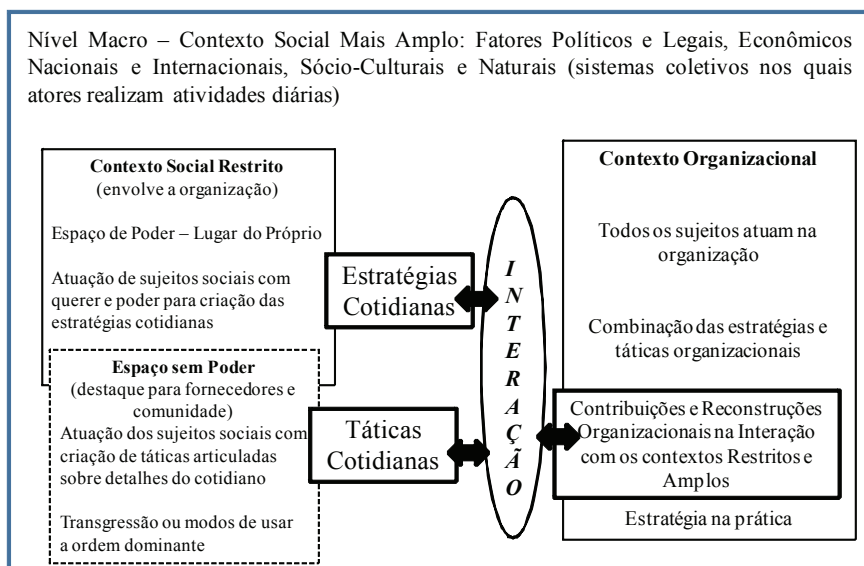 Nível Macro – Contexto Social Mais Amplo: Fatores Políticos e Legais, Econômicos
Nacionais e Internacionais, Sócio-Culturais e Naturais (sistemas coletivos nos quais
atores realizam atividades diárias)
Contexto Social Restrito
(envolve a organização)
Espaço de Poder – Lugar do Próprio
Atuação de sujeitos sociais com
querer e poder para criação das
estratégias cotidianas
Espaço sem Poder
(destaque para fornecedores e
comunidade)
Atuação dos sujeitos sociais com
criação de táticas articuladas
sobre detalhes do cotidiano
Transgressão ou modos de usar
a ordem dominante
Estratégias
Cotidianas
Táticas
Cotidianas
I
N
T
E
R
A
Ç
Ã
O
Contexto Organizacional
Todos os sujeitos atuam na
organização
Combinação das estratégias e
táticas organizacionais
Contribuições e Reconstruções
Organizacionais na Interação
com os contextos Restritos e
Amplos
Estratégia na prática